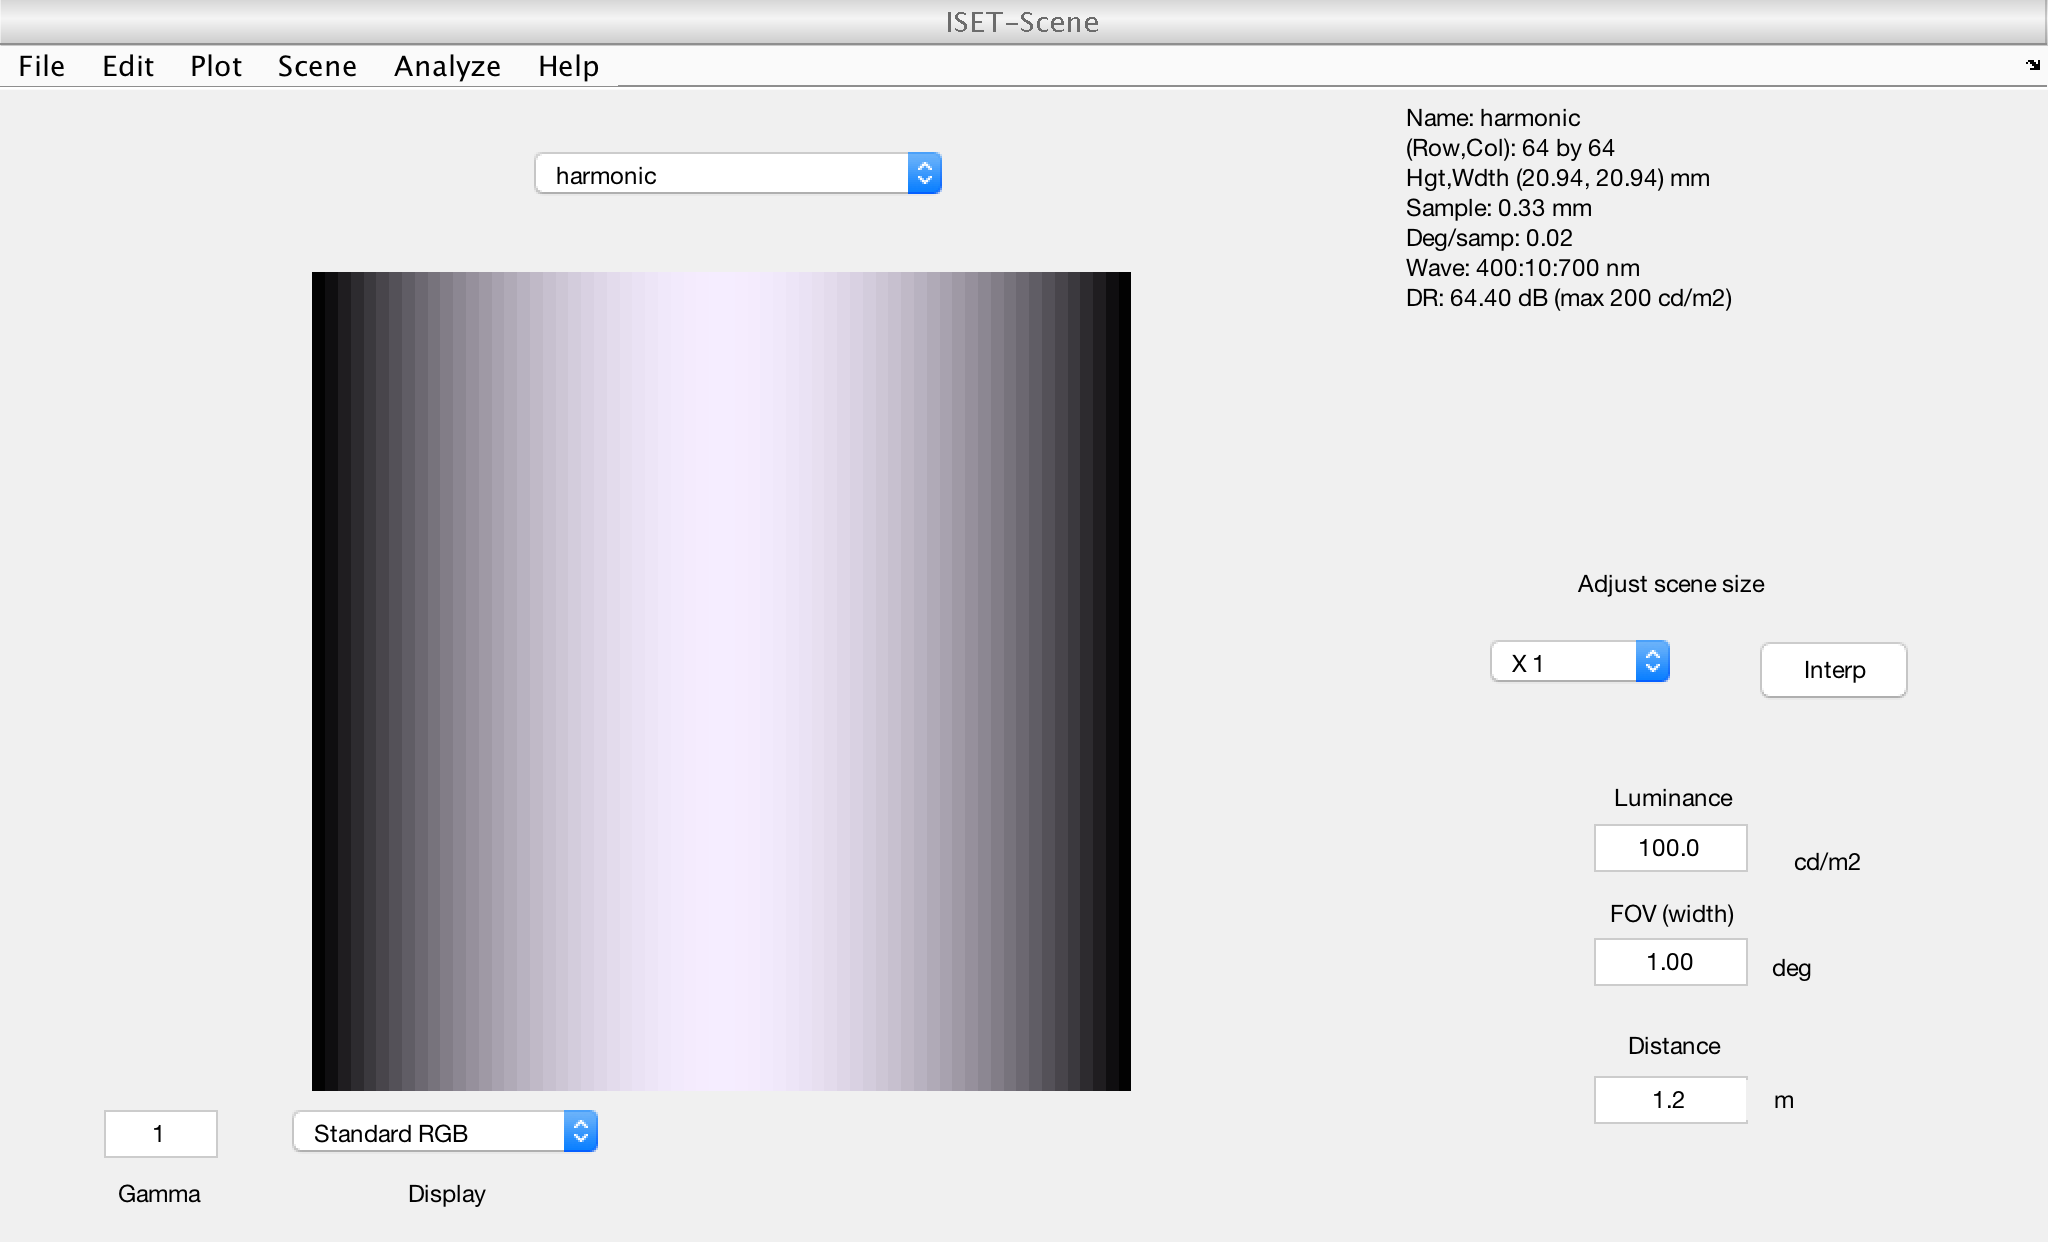 ISET-Scene
File Edit Plot Scene Analyze Help
harmonic
Name: harmonic
(Row,Col): 64 by 64
Hgt,Wdth (20.94, 20.94) mm
Sample: 0.33 mm
Deg/samp: 0.02
Wave: 400:10:700 nm
DR: 64.40 dB (max 200 cd/m2)
Adjust scene size
X 1
Interp
Luminance
100.0 cd/m2
FOV (width)
1.00 deg
Distance
1.2 m
1 Standard RGB
Gamma Display